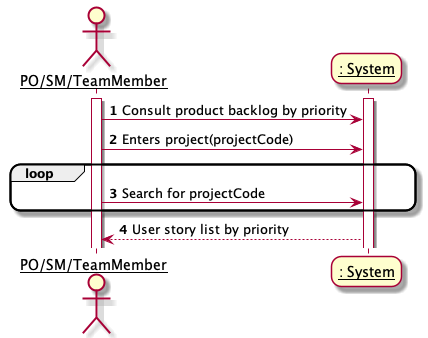 PO/SM/TeamMember
: System
1 Consult product backlog by priority
2 Enters project(projectCode)
loop
3 Search for projectCode
4 User story list by priority
PO/SM/TeamMember
: System